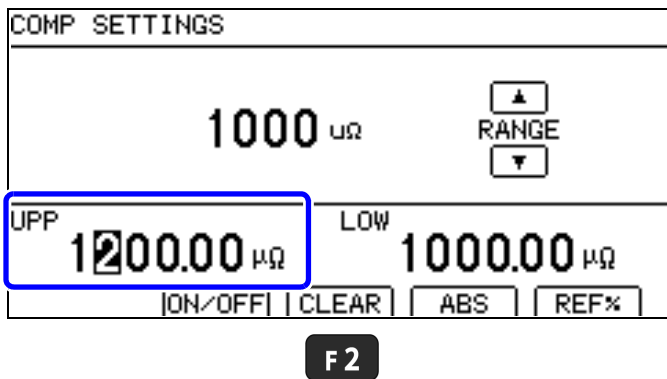 COMP SETTINGS
1000 uΩ
▲
RANGE
▼
UPP 1200.00 µΩ LOW 1000.00 µΩ
ON/OFF CLEAR ABS REF%
F2